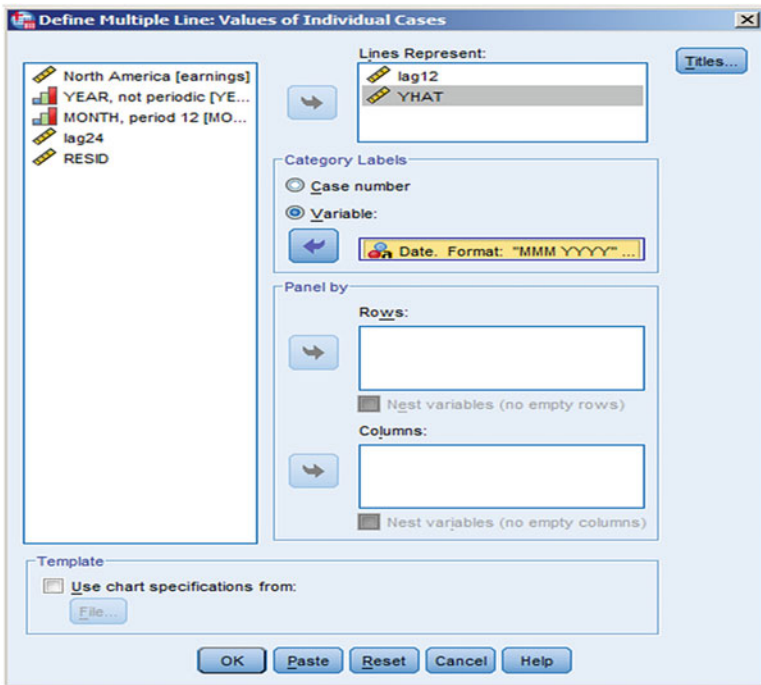 Define Multiple Line: Values of Individual Cases
North America [earnings]
YEAR, not periodic [YE...
MONTH, period 12 [MO...
lag24
RESID
Lines Represent:
lag12
YHAT
Titles...
Category Labels
Case number
Variable:
Date. Format: "MMM YYYY" ...
Panel by
Rows:
Nest variables (no empty rows)
Columns:
Nest variables (no empty columns)
Template
Use chart specifications from:
File...
OK
Paste
Reset
Cancel
Help